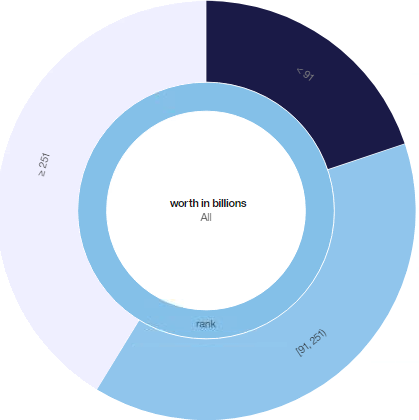 < 91
≥ 251
worth in billions
All
rank
[91, 251)